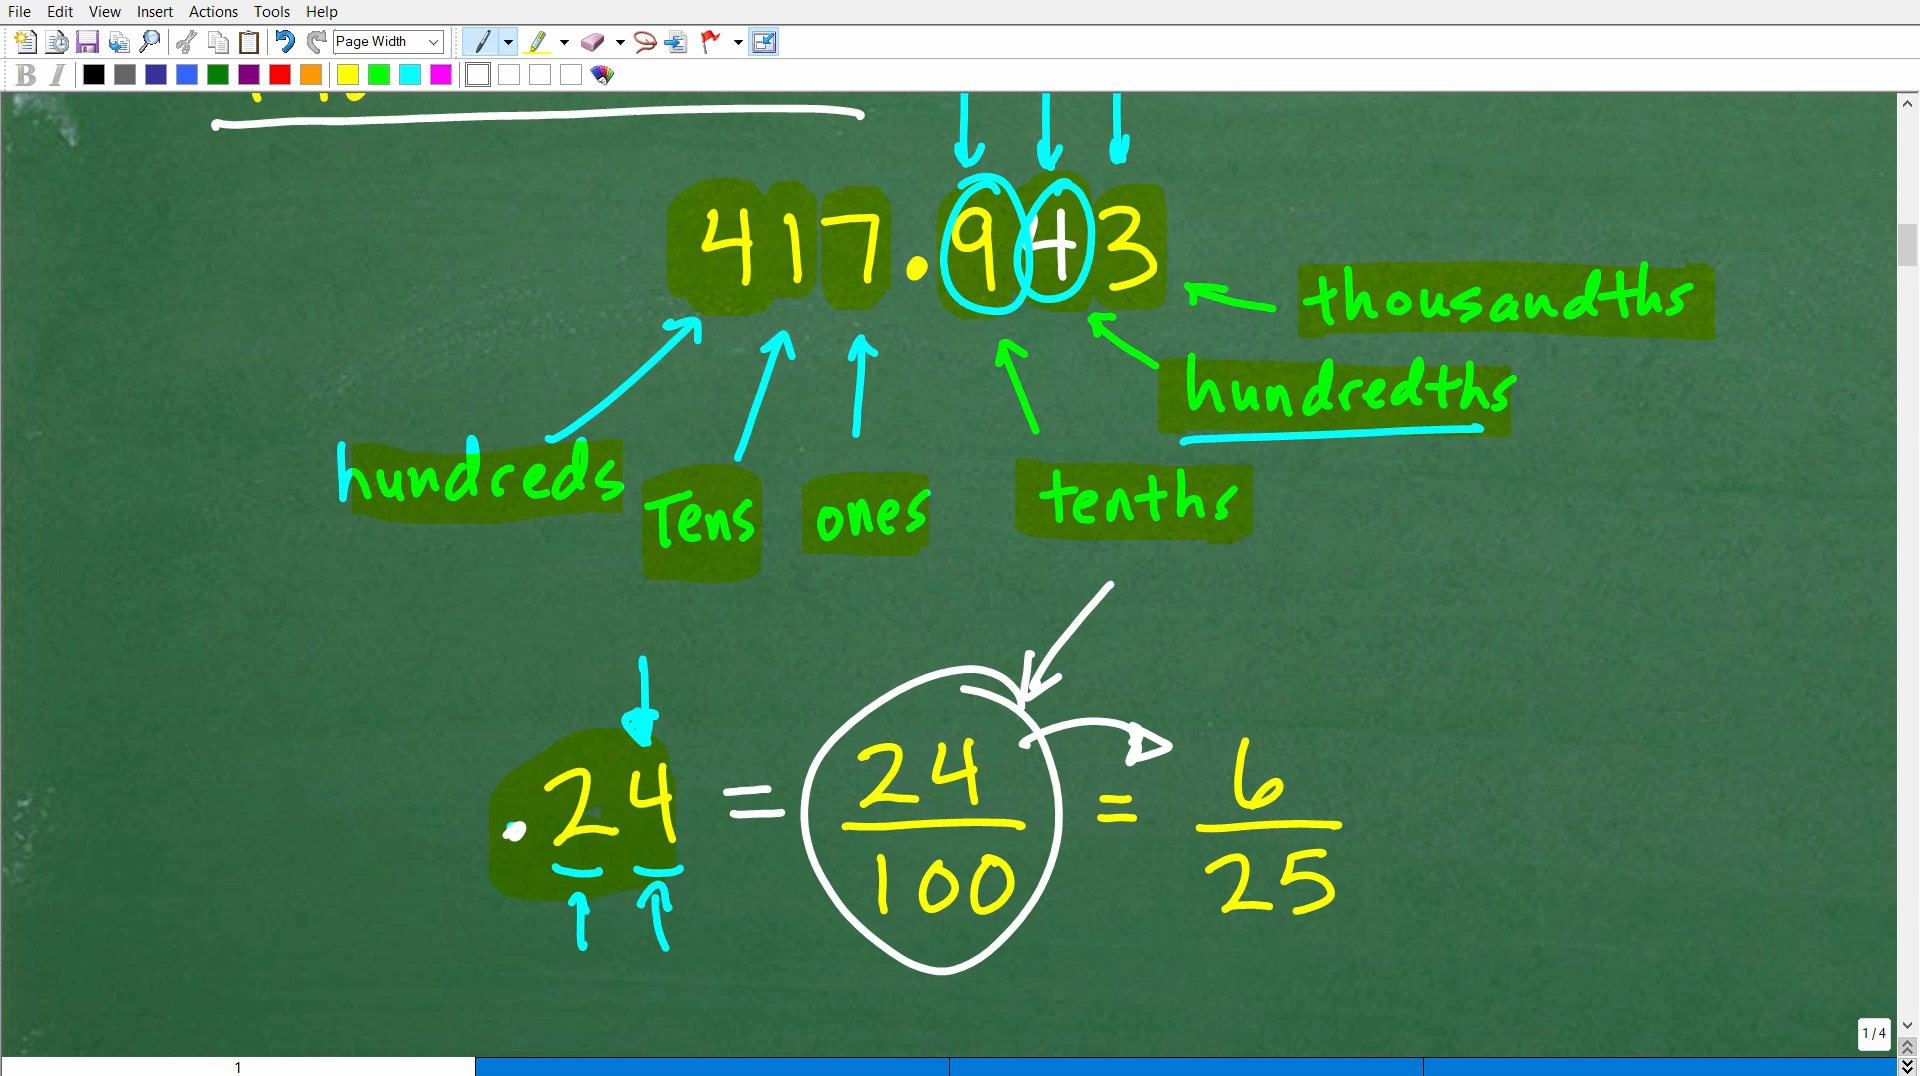 File Edit View Insert Actions Tools Help
Page Width
B I
417.943
thousandths
hundredths
hundreds Tens ones tenths
.24 = 24/100 = 6/25
1 / 4
1